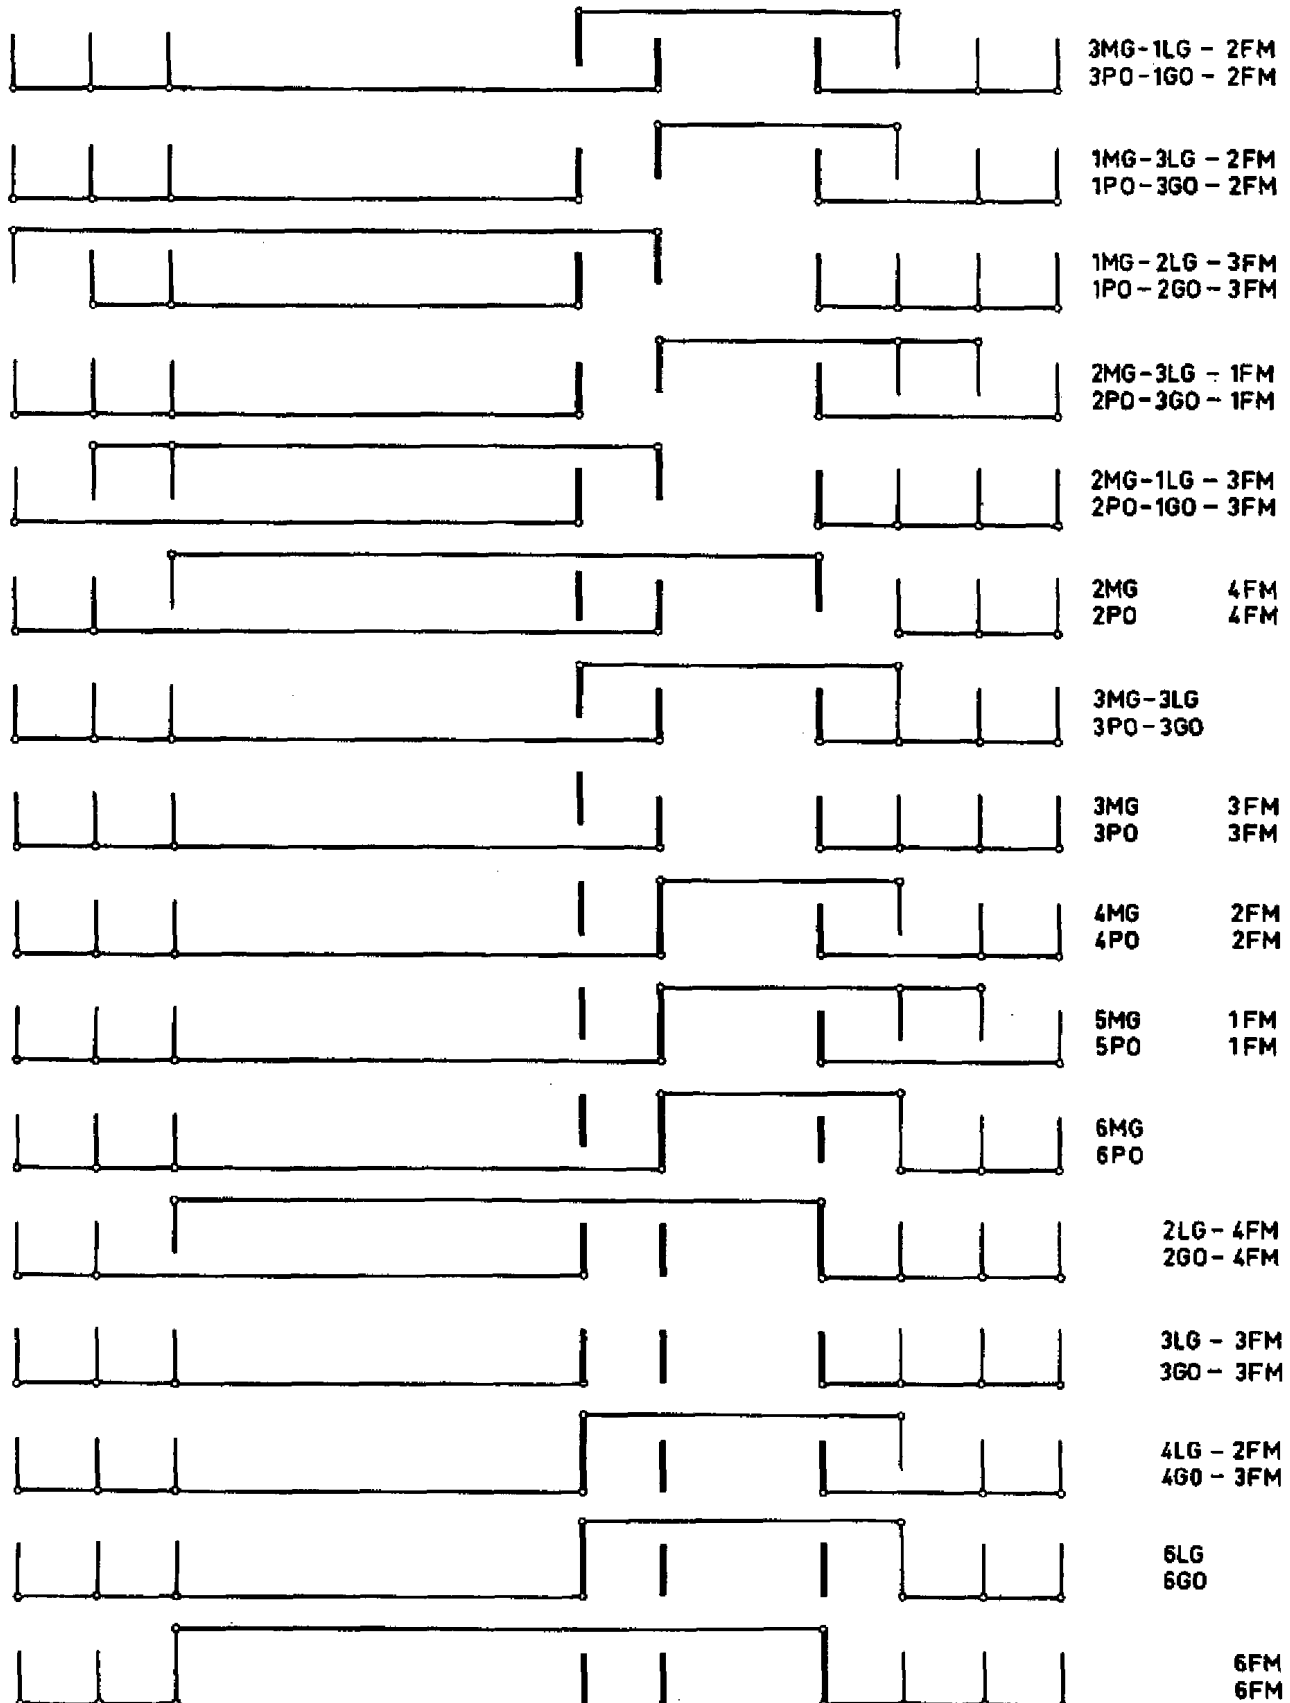 3MG-1LG - 2FM
3PO-1GO - 2FM
1MG-3LG - 2FM
1PO-3GO - 2FM
1MG-2LG - 3FM
1PO-2GO - 3FM
2MG-3LG - 1FM
2PO-3GO - 1FM
2MG-1LG - 3FM
2PO-1GO - 3FM
2MG 4FM
2PO 4FM
3MG-3LG
3PO-3GO
3MG 3FM
3PO 3FM
4MG 2FM
4PO 2FM
5MG 1FM
5PO 1FM
6MG
6PO
2LG - 4FM
2GO - 4FM
3LG - 3FM
3GO - 3FM
4LG - 2FM
4GO - 3FM
6LG
6GO
6FM
6FM